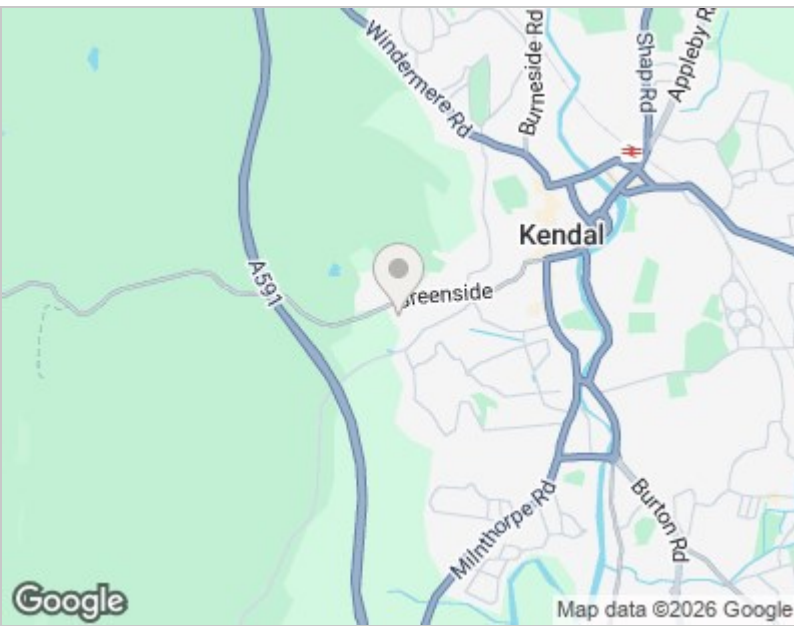 Windermere Rd
Burneside Rd
Shap Rd
Appleby R
Kendal
A591
reenside
Milnthorpe Rd
Burton Rd
Google
Map data ©2026 Google